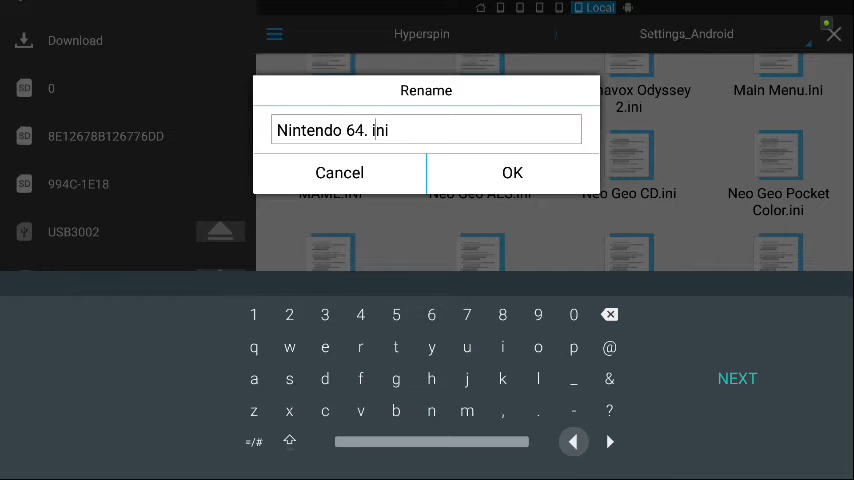 Local
Download
Hyperspin
Settings_Android
0
navox Odyssey
2.ini
Main Menu.ini
Rename
Nintendo 64. ini
8E12678B126776DD
Cancel
OK
994C-1E18
MAME.ini
Neo Geo AES.ini
Neo Geo CD.ini
Neo Geo Pocket
Color.ini
USB3002
1 2 3 4 5 6 7 8 9 0
q w e r t y u i o p @
a s d f g h j k l _ &
NEXT
z x c v b n m , . - ?
=/#